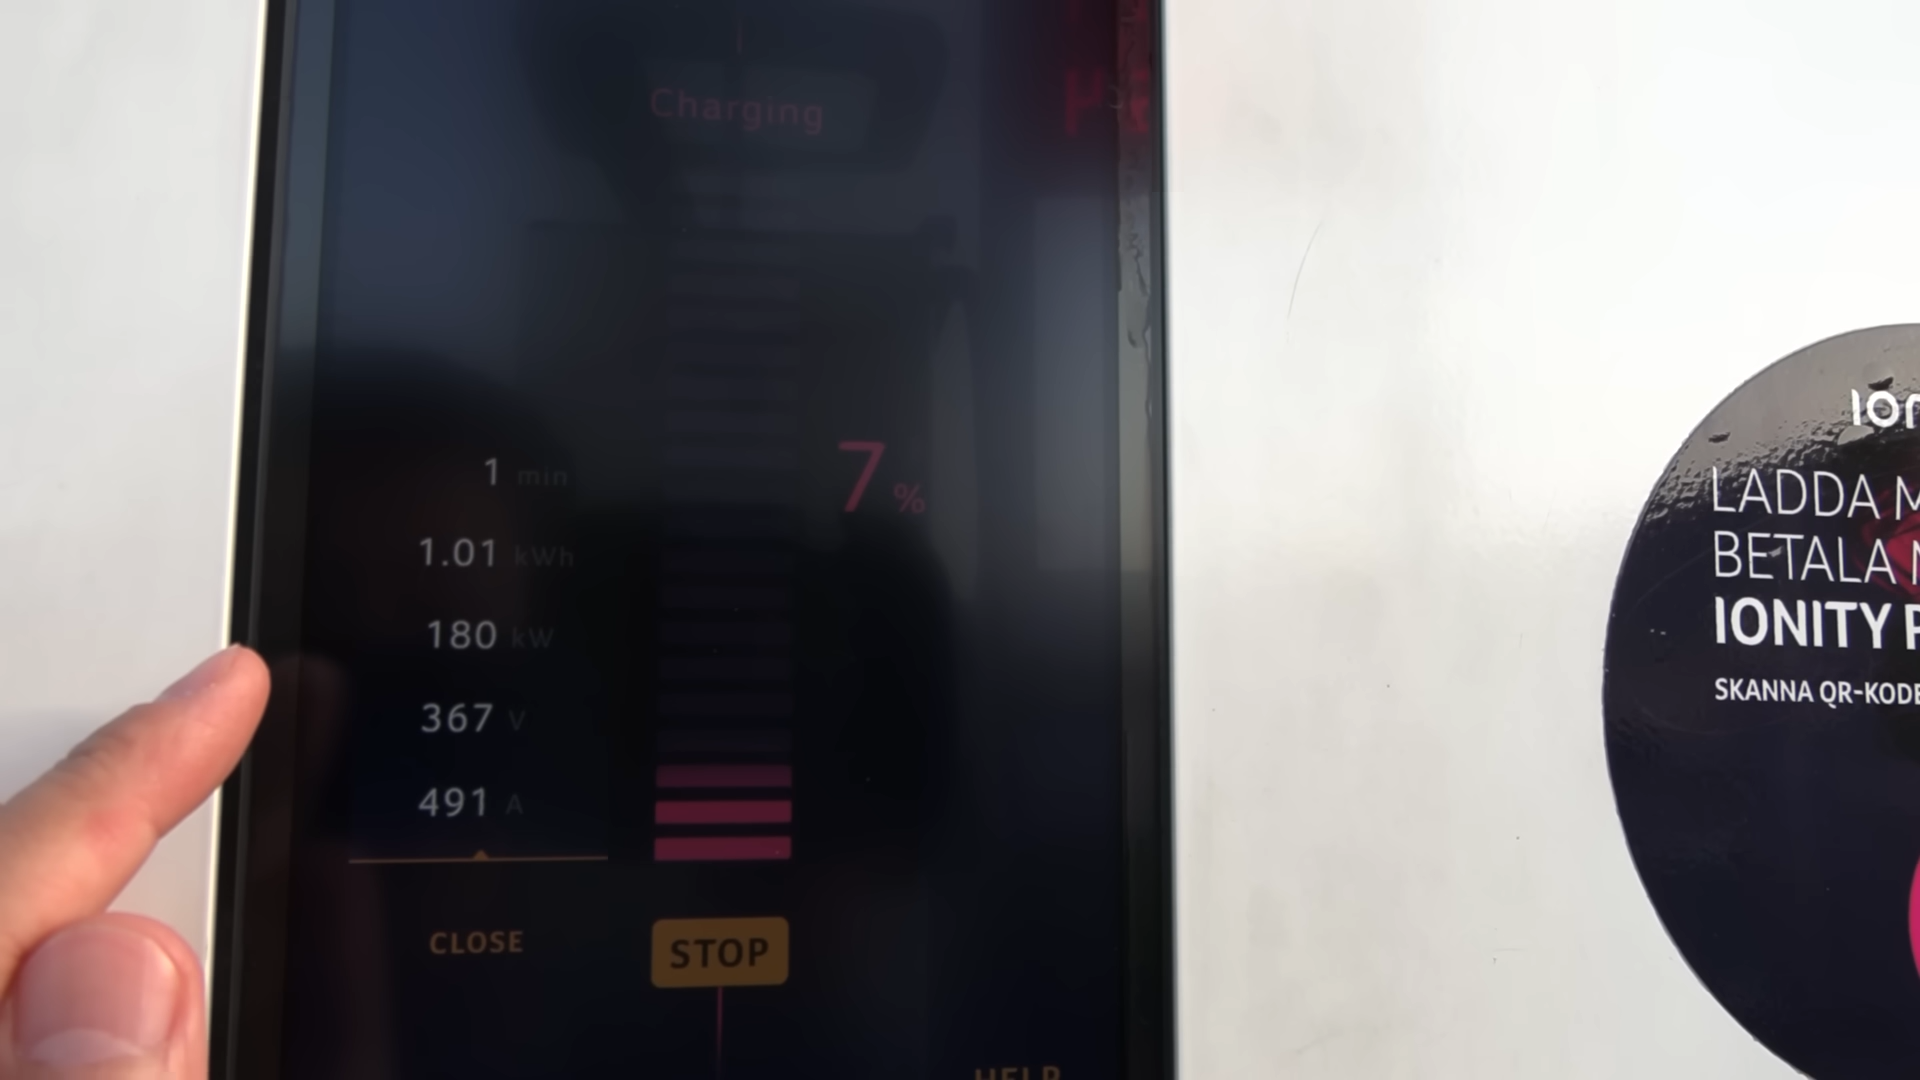 Charging
1 min
7 %
1.01 kWh
180 kW
367 V
491 A
CLOSE
STOP
HELP
LADDA
BETALA
IONITY
SKANNA QR-KODE